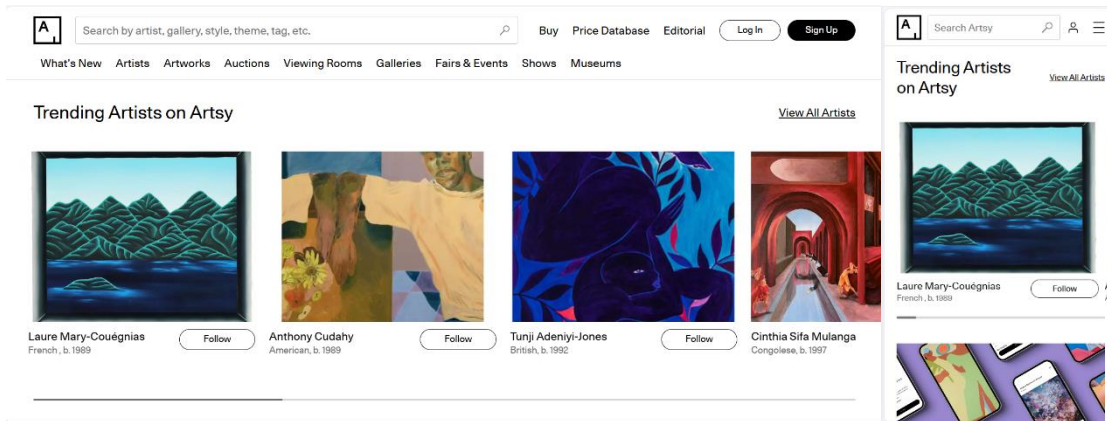 A
Search by artist, gallery, style, theme, tag, etc.
Buy Price Database Editorial Log In Sign Up
What's New Artists Artworks Auctions Viewing Rooms Galleries Fairs & Events Shows Museums
Trending Artists on Artsy
View All Artists
Laure Mary-Couégnias
French , b. 1989
Follow
Anthony Cudahy
American, b. 1989
Follow
Tunji Adeniyi-Jones
British, b. 1992
Follow
Cinthia Sifa Mulanga
Congolese, b. 1997
A
Search Artsy
Trending Artists
on Artsy
View All Artists
Laure Mary-Couégnias
French , b. 1989
Follow